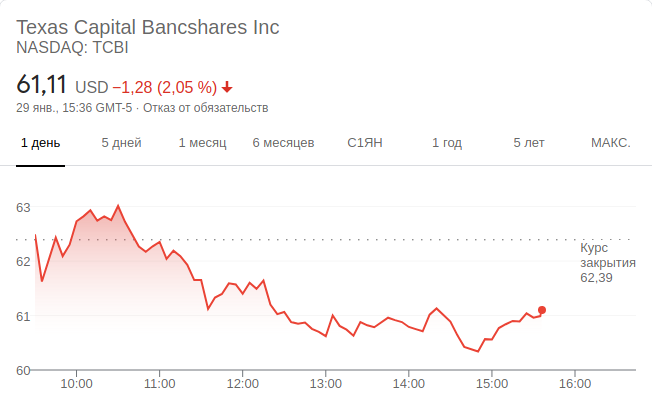 Texas Capital Bancshares Inc
NASDAQ: TCBI
61,11 USD −1,28 (2,05 %)
29 янв., 15:36 GMT-5 · Отказ от обязательств
1 день 5 дней 1 месяц 6 месяцев С1ЯН 1 год 5 лет МАКС.
63
62
61
60
Курс
закрытия
62,39
10:00 11:00 12:00 13:00 14:00 15:00 16:00